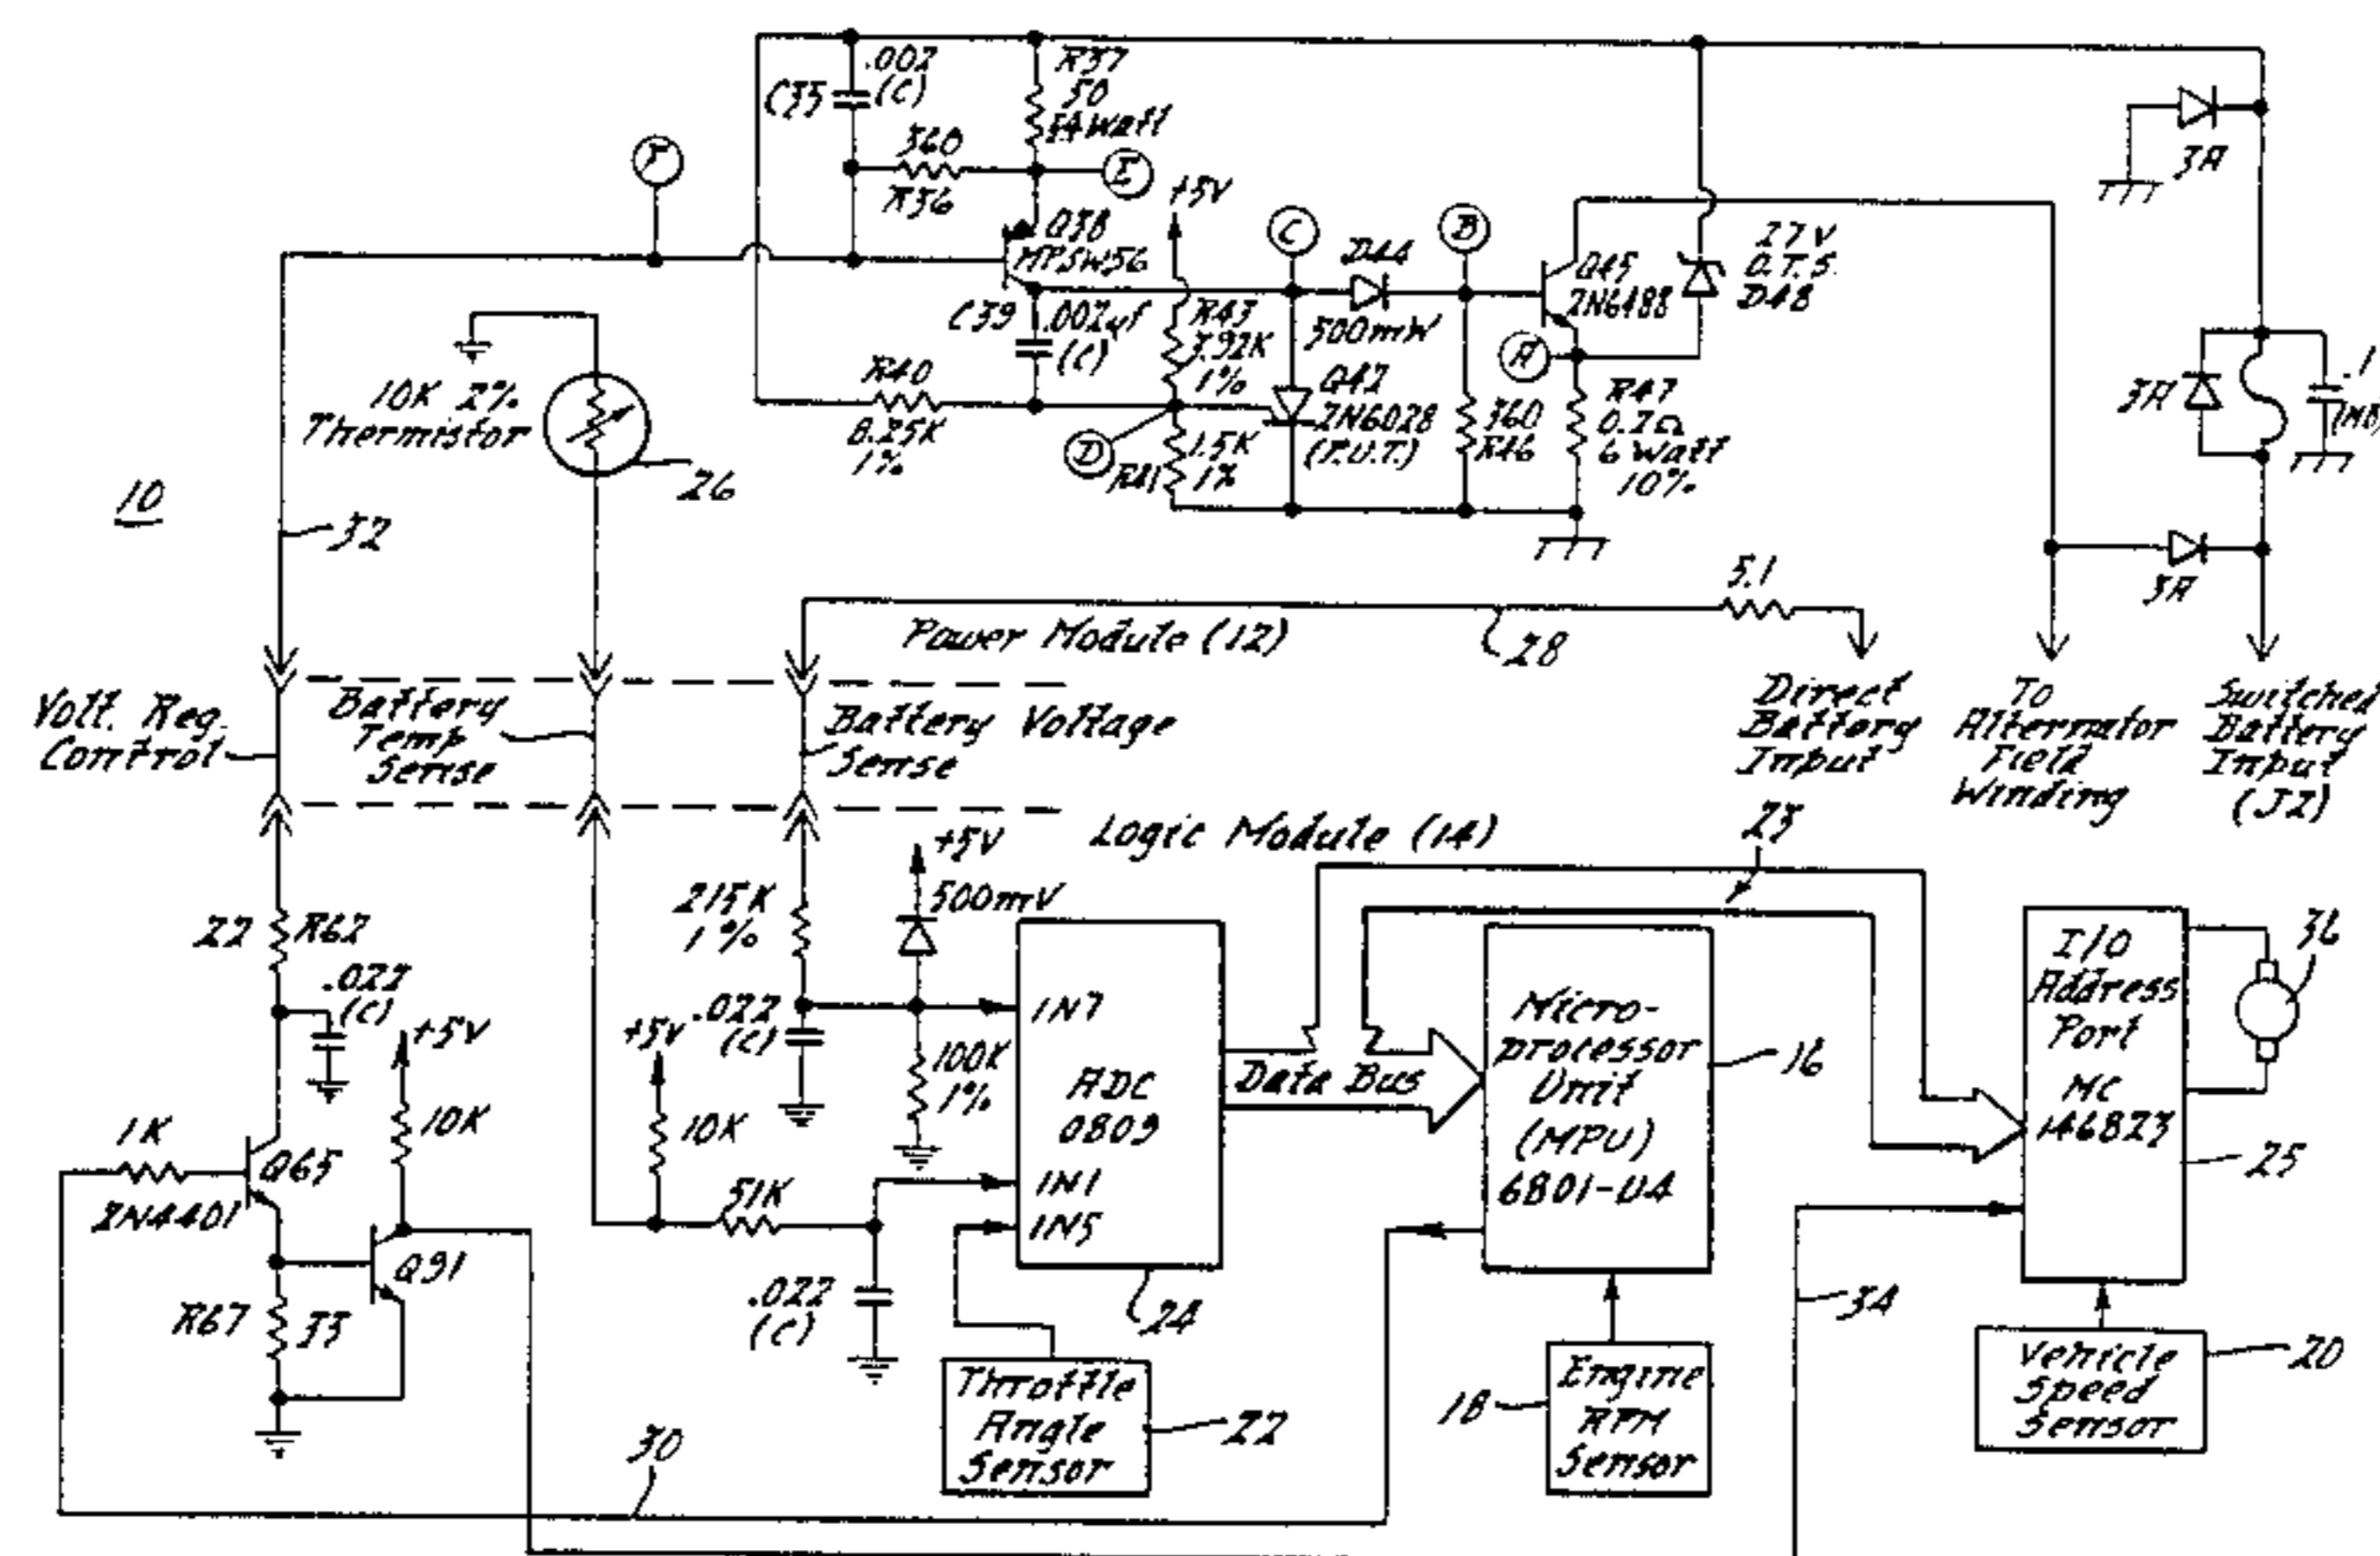 .002
(C)
C35
R37
50
54 Watt
360
R36
F
E
Q38
MPSW56
+5V
C
B
D44
500mW
Q45
2N6488
27V
O.T.S.
D48
3A
C39
.002µf
(C)
R43
3.92K
1%
A
R40
8.25K
1%
D
R41
1.5K
1%
Q42
2N6028
(P.U.T.)
360
R46
R47
0.2Ω
6 Watt
10%
3A
.1
3A
10K 2%
Thermistor
26
10
32
5.1
Power Module (12)
28
Volt. Reg.
Control
Battery
Temp
Sense
Battery Voltage
Sense
Direct
Battery
Input
To
Alternator
Field
Winding
Switched
Battery
Input
(J2)
Logic Module (14)
23
+5V
500mV
215K
1%
22
R62
.022
(C)
+5V
10K
1K
Q65
2N4401
Q91
R67
33
+5V
.022
(C)
10K
51K
.022
(C)
100K
1%
IN7
ADC
0809
IN1
IN5
24
Data Bus
Micro-
processor
Unit
(MPU)
6801-U4
16
I/O
Address
Port
MC
146823
36
25
34
Throttle
Angle
Sensor
22
18
Engine
RPM
Sensor
Vehicle
Speed
Sensor
20
30